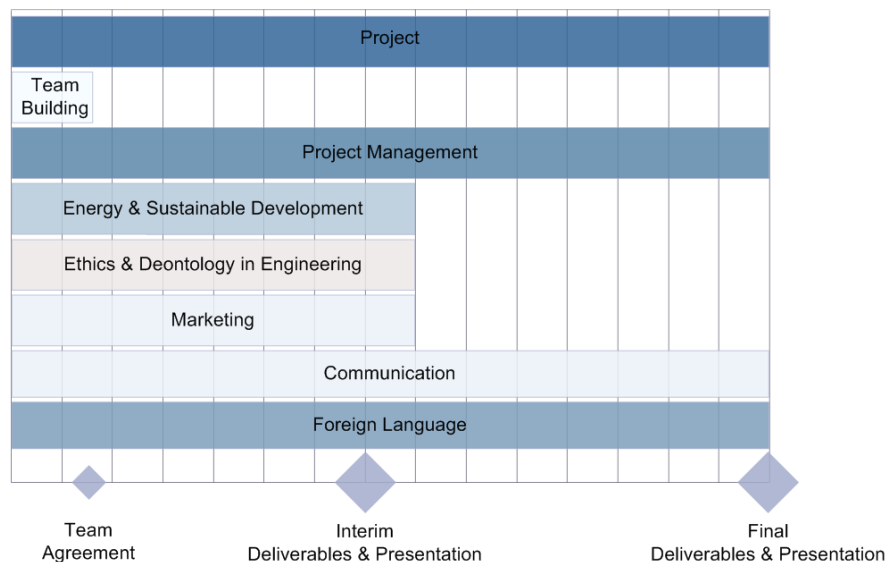 Project
Team
Building
Project Management
Energy & Sustainable Development
Ethics & Deontology in Engineering
Marketing
Communication
Foreign Language
Team
Agreement
Interim
Deliverables & Presentation
Final
Deliverables & Presentation